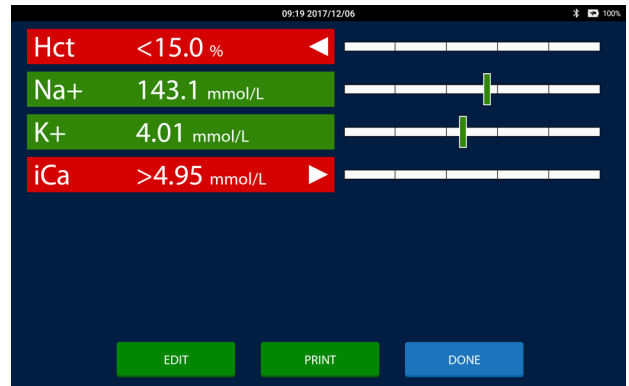 09:19 2017/12/06 100%
Hct <15.0 %
Na+ 143.1 mmol/L
K+ 4.01 mmol/L
iCa >4.95 mmol/L
EDIT PRINT DONE